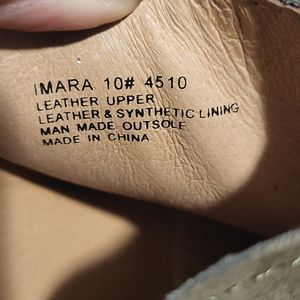 IMARA 10# 4510
LEATHER UPPER
LEATHER & SYNTHETIC LINING
MAN MADE OUTSOLE
MADE IN CHINA